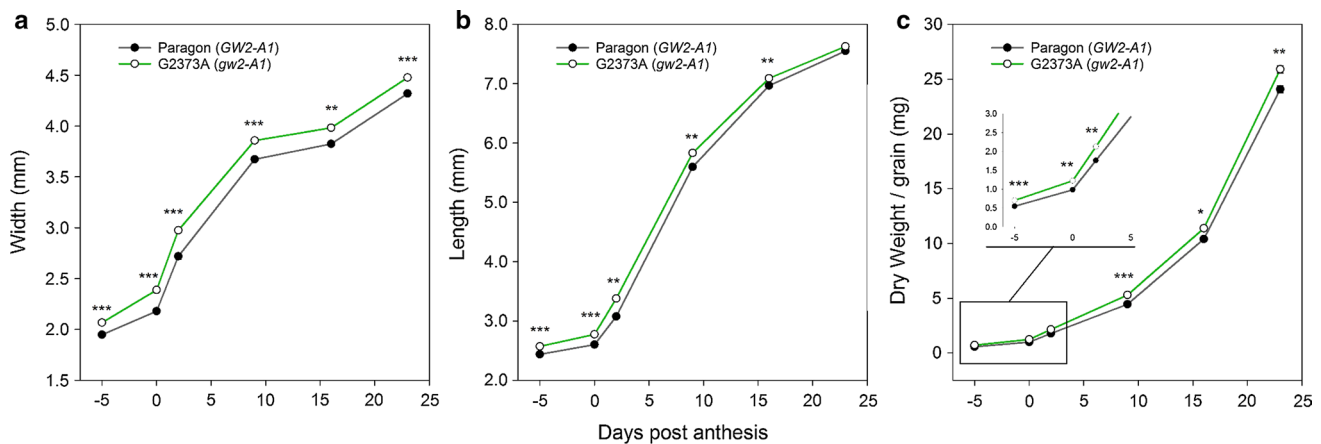 a
5.0
4.5
4.0
3.5
3.0
2.5
2.0
1.5
Width (mm)
Paragon (GW2-A1)
G2373A (gw2-A1)
***
***
***
***
**
***
-5 0 5 10 15 20 25
b
8.0
7.0
6.0
5.0
4.0
3.0
2.0
Length (mm)
Paragon (GW2-A1)
G2373A (gw2-A1)
***
***
**
**
**
-5 0 5 10 15 20 25
Days post anthesis
c
30
25
20
15
10
5
0
Dry Weight / grain (mg)
Paragon (GW2-A1)
G2373A (gw2-A1)
3.0
2.5
2.0
1.5
1.0
0.5
0.0
***
**
**
-5 0 5
***
*
**
-5 0 5 10 15 20 25